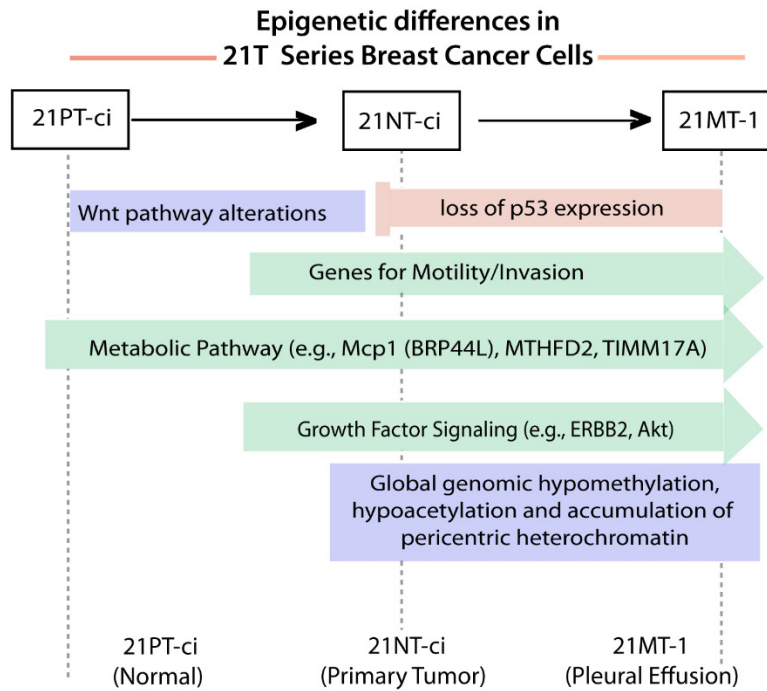 Epigenetic differences in
21T Series Breast Cancer Cells
21PT-ci
21NT-ci
21MT-1
Wnt pathway alterations
loss of p53 expression
Genes for Motility/Invasion
Metabolic Pathway (e.g., Mcp1 (BRP44L), MTHFD2, TIMM17A)
Growth Factor Signaling (e.g., ERBB2, Akt)
Global genomic hypomethylation,
hypoacetylation and accumulation of
pericentric heterochromatin
21PT-ci
(Normal)
21NT-ci
(Primary Tumor)
21MT-1
(Pleural Effusion)